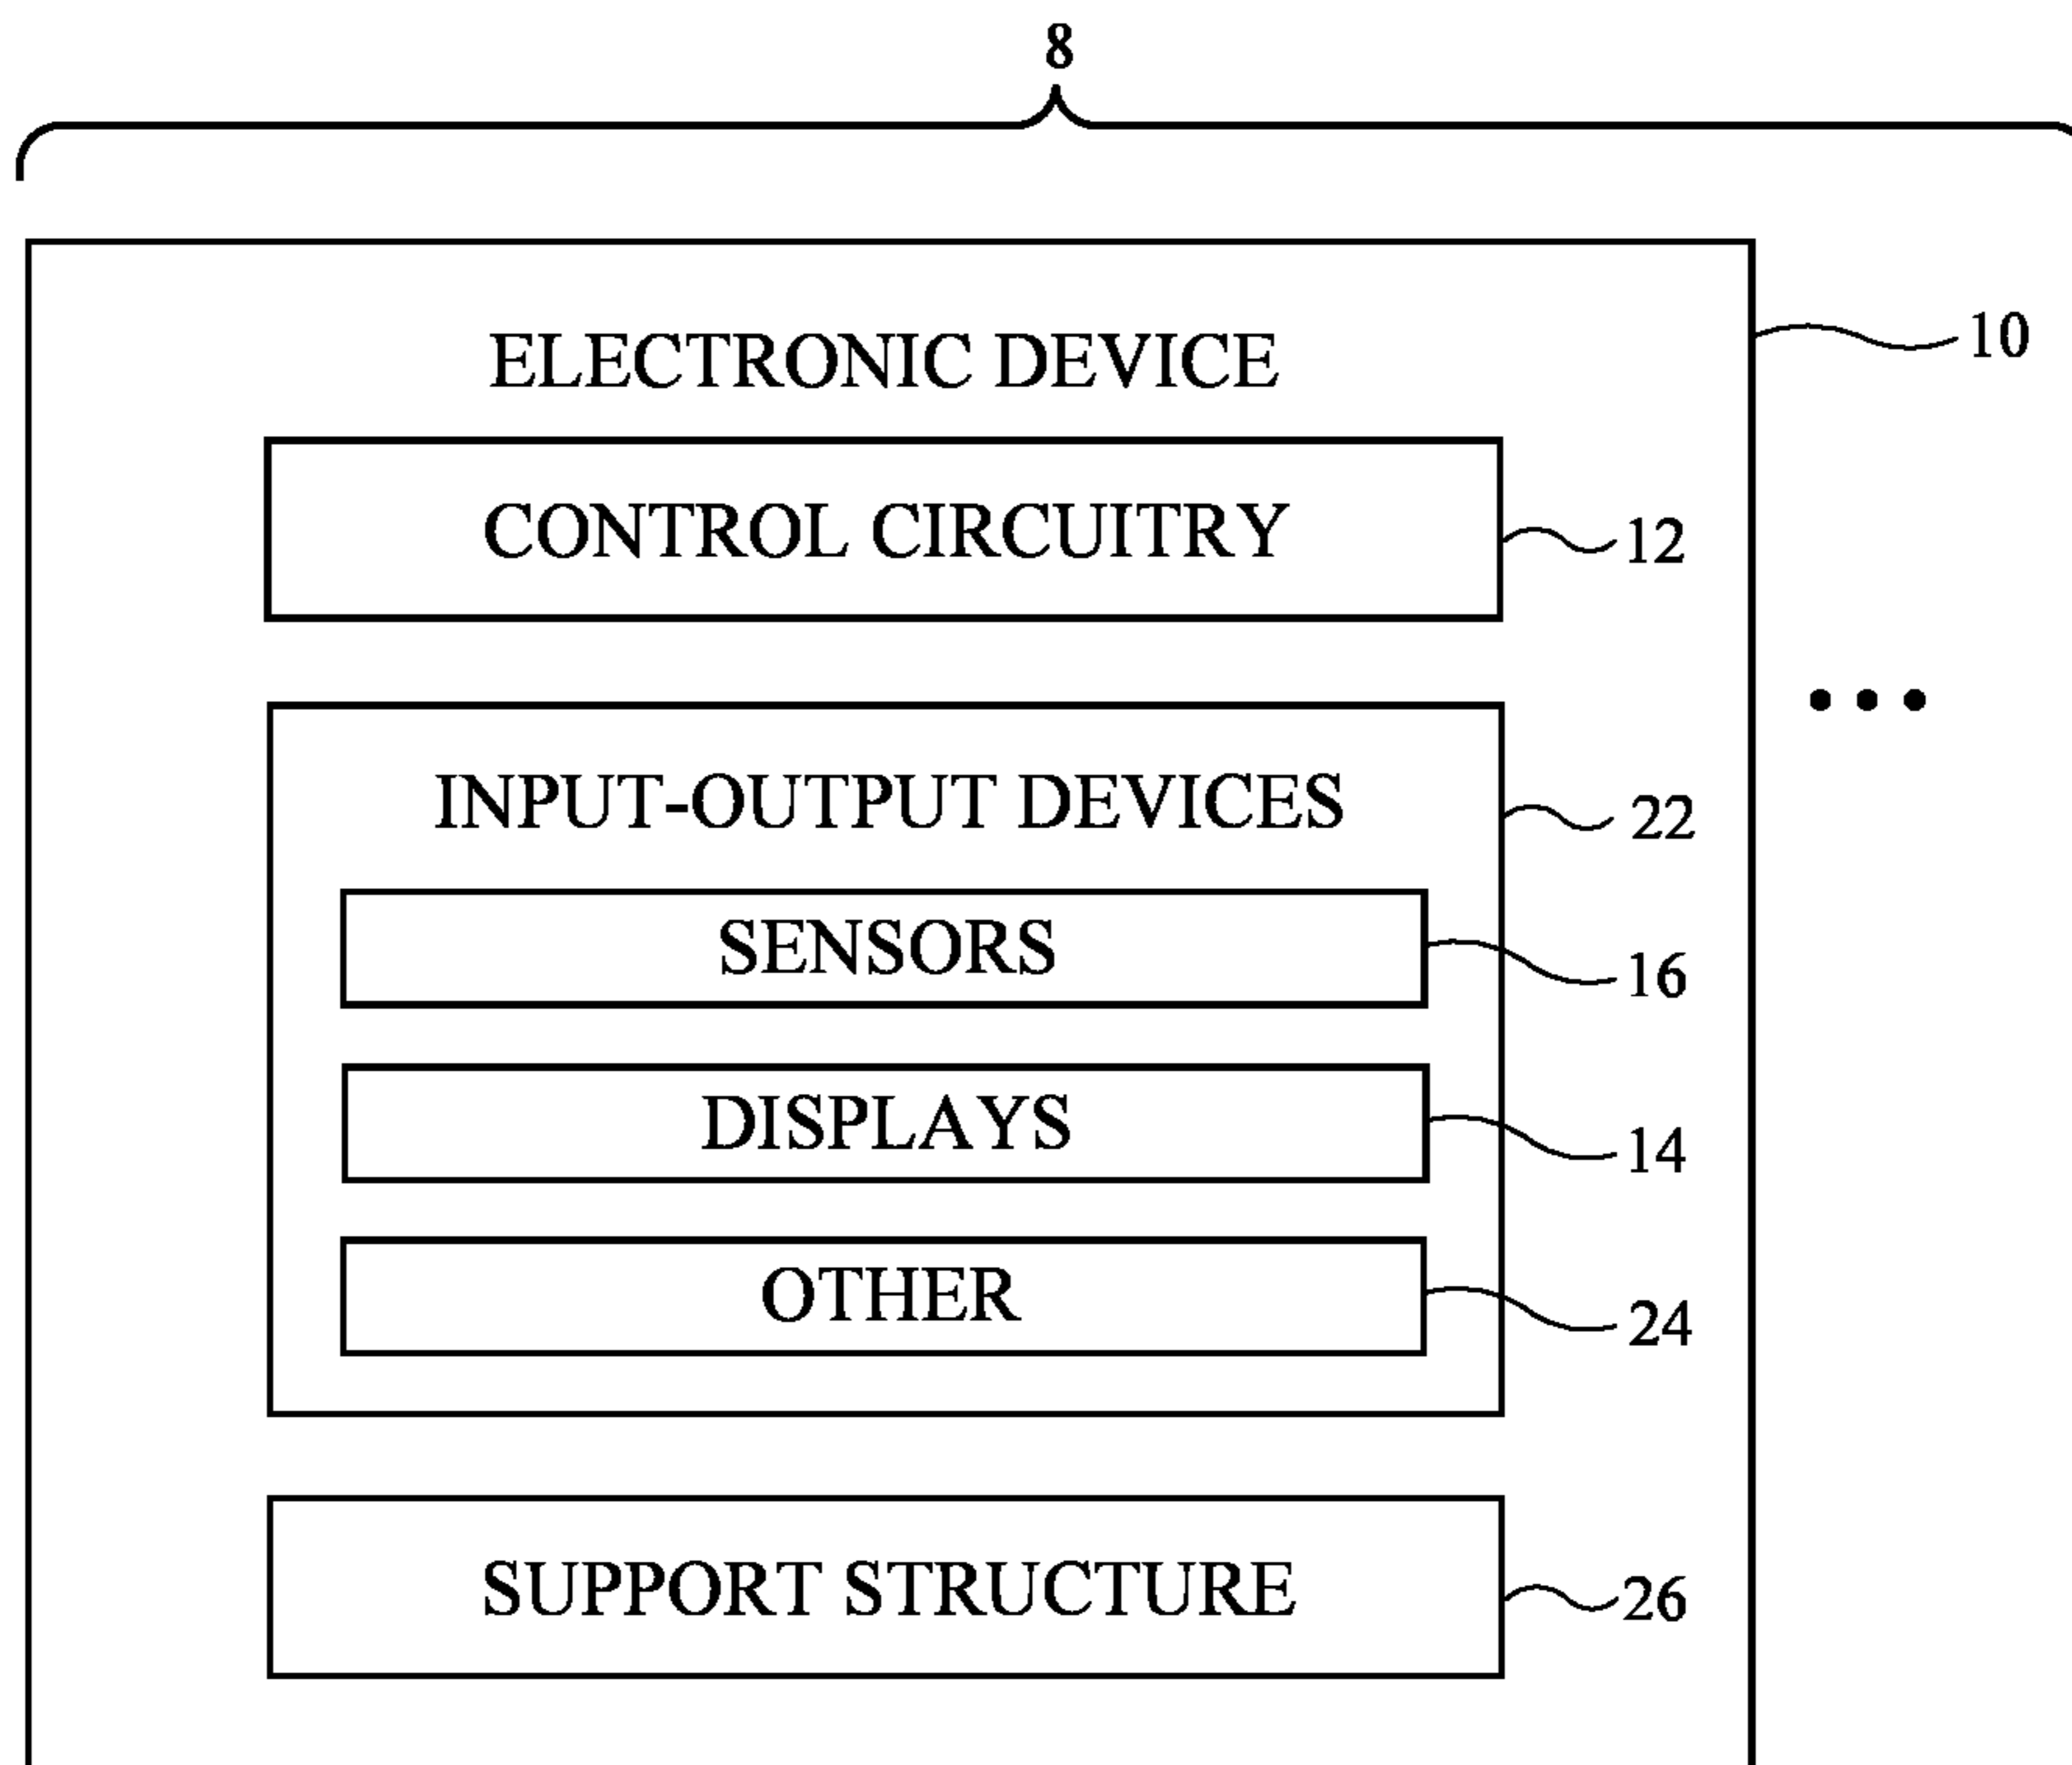 8
ELECTRONIC DEVICE
10
CONTROL CIRCUITRY
12
INPUT-OUTPUT DEVICES
22
SENSORS
16
DISPLAYS
14
OTHER
24
SUPPORT STRUCTURE
26